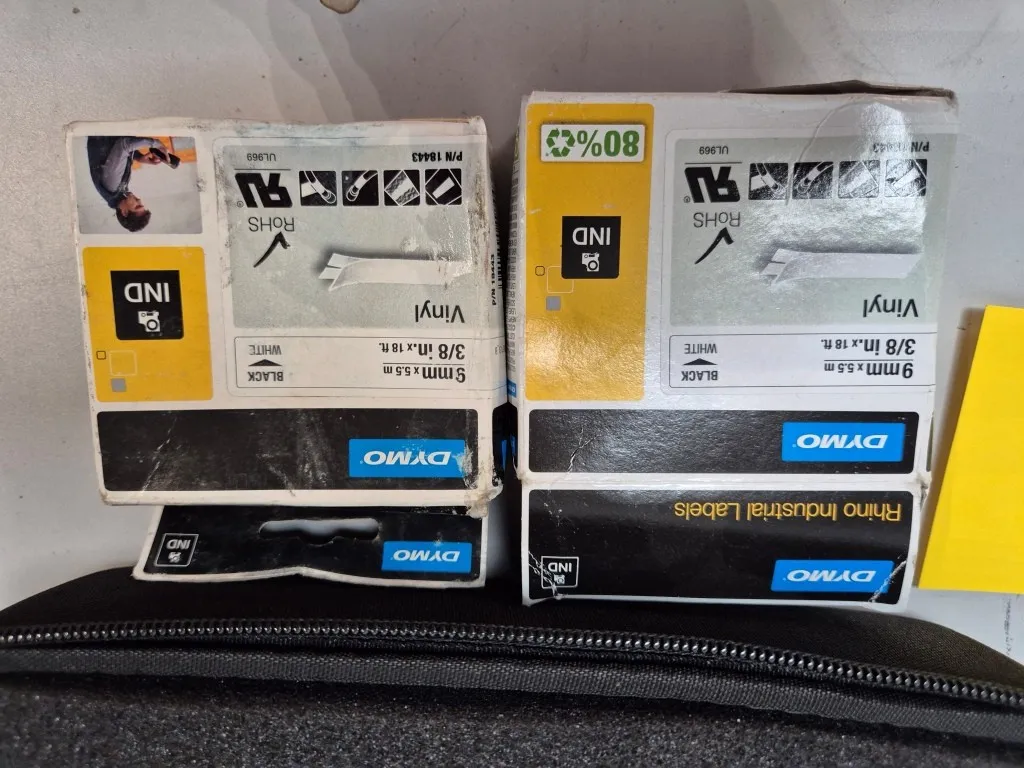 DYMO
IND
DYMO
BLACK
WHITE
9mm x 5.5 m
3/8 in. x 18 ft.
Vinyl
RoHS
IND
UL969
P/N 18443
P/N 18443
DYMO
IND
Rhino Industrial Labels
DYMO
BLACK
WHITE
9mm x 5.5 m
3/8 in. x 18 ft.
Vinyl
RoHS
IND
80%
UL969
P/N 18443